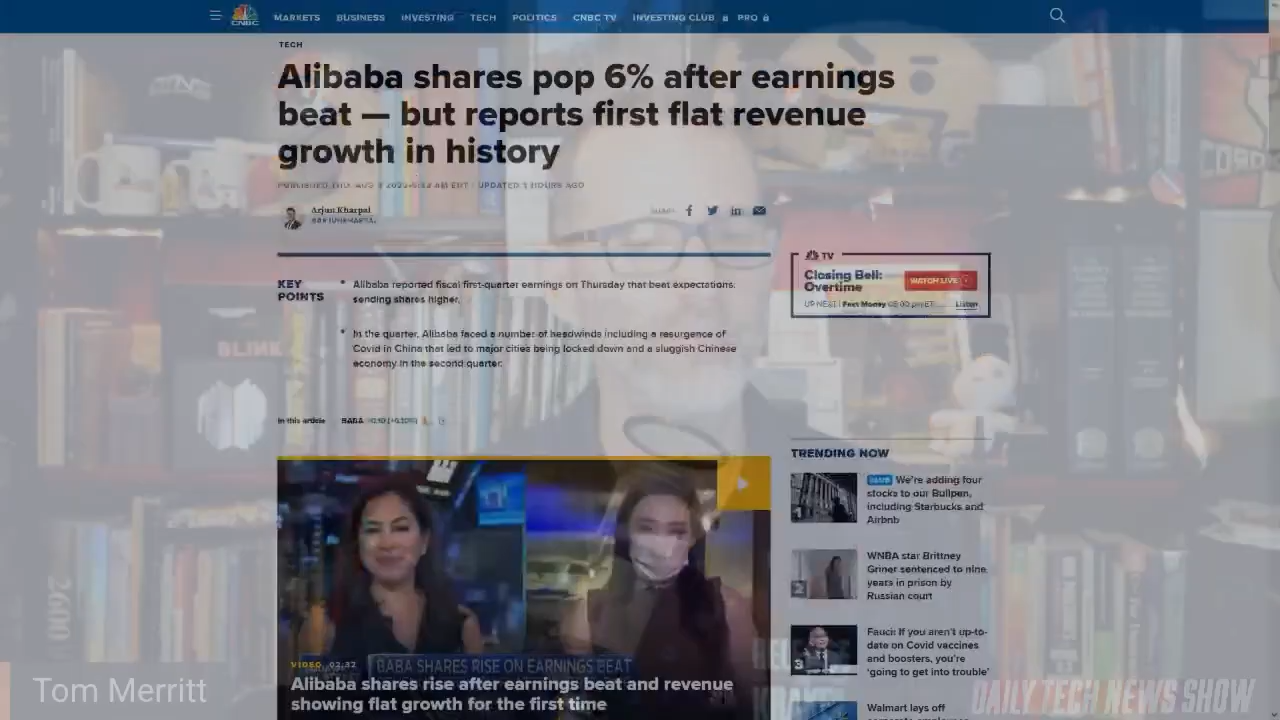 CNBC
MARKETS BUSINESS INVESTING TECH POLITICS CNBC TV INVESTING CLUB PRO
TECH
Alibaba shares pop 6% after earnings
beat — but reports first flat revenue
growth in history
Arjun Kharpal
KEY
POINTS
Alibaba reported fiscal first-quarter earnings on Thursday that beat expectations,
sending shares higher.
In the quarter, Alibaba faced a number of headwinds including a resurgence of
Covid in China that led to major cities being locked down and a sluggish Chinese
economy in the second quarter.
In this article BABA
TV
Closing Bell:
Overtime
WATCH LIVE
UP NEXT | Fast Money
Listen
TRENDING NOW
We're adding four
stocks to our Bullpen,
including Starbucks and
Airbnb
2
WNBA star Brittney
Griner sentenced to nine
years in prison by
Russian court
3
Fauci: If you aren't up-to-
date on Covid vaccines
and boosters, you're
'going to get into trouble'
Walmart lays off
BABA SHARES RISE ON EARNINGS BEAT
VIDEO
Alibaba shares rise after earnings beat and revenue
showing flat growth for the first time
2600
Tom Merritt
DAILY TECH NEWS SHOW